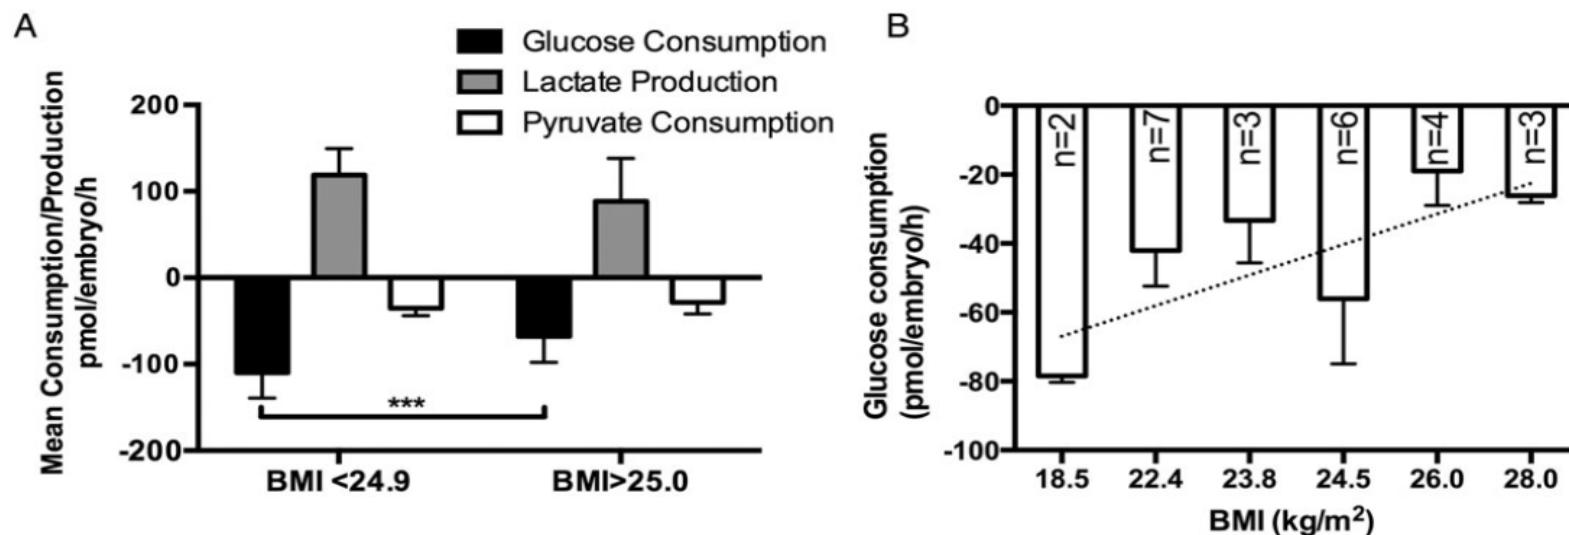 A
Glucose Consumption
Lactate Production
Pyruvate Consumption
Mean Consumption/Production
pmol/embryo/h
200
100
0
-100
-200
***
BMI <24.9
BMI>25.0
B
Glucose consumption
(pmol/embryo/h)
0
-20
-40
-60
-80
-100
n=2
n=7
n=3
n=6
n=4
n=3
18.5
22.4
23.8
24.5
26.0
28.0
BMI (kg/m²)